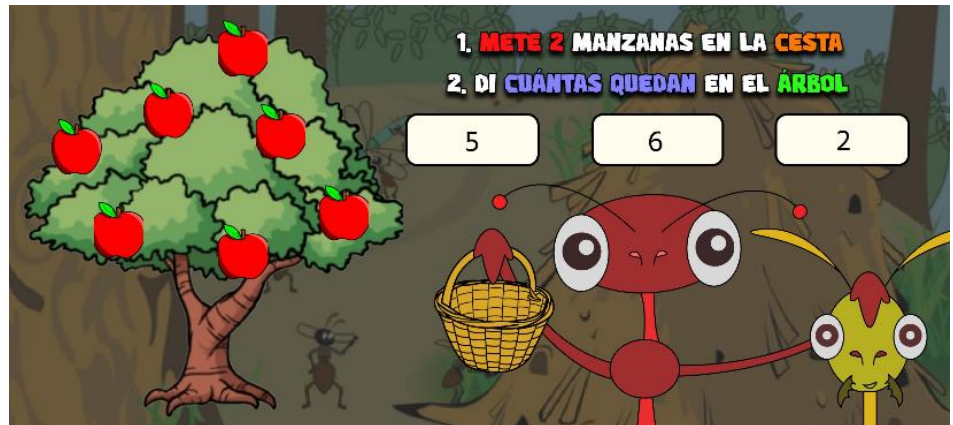 1. METE 2 MANZANAS EN LA CESTA
2. DI CUÁNTAS QUEDAN EN EL ÁRBOL
5 6 2